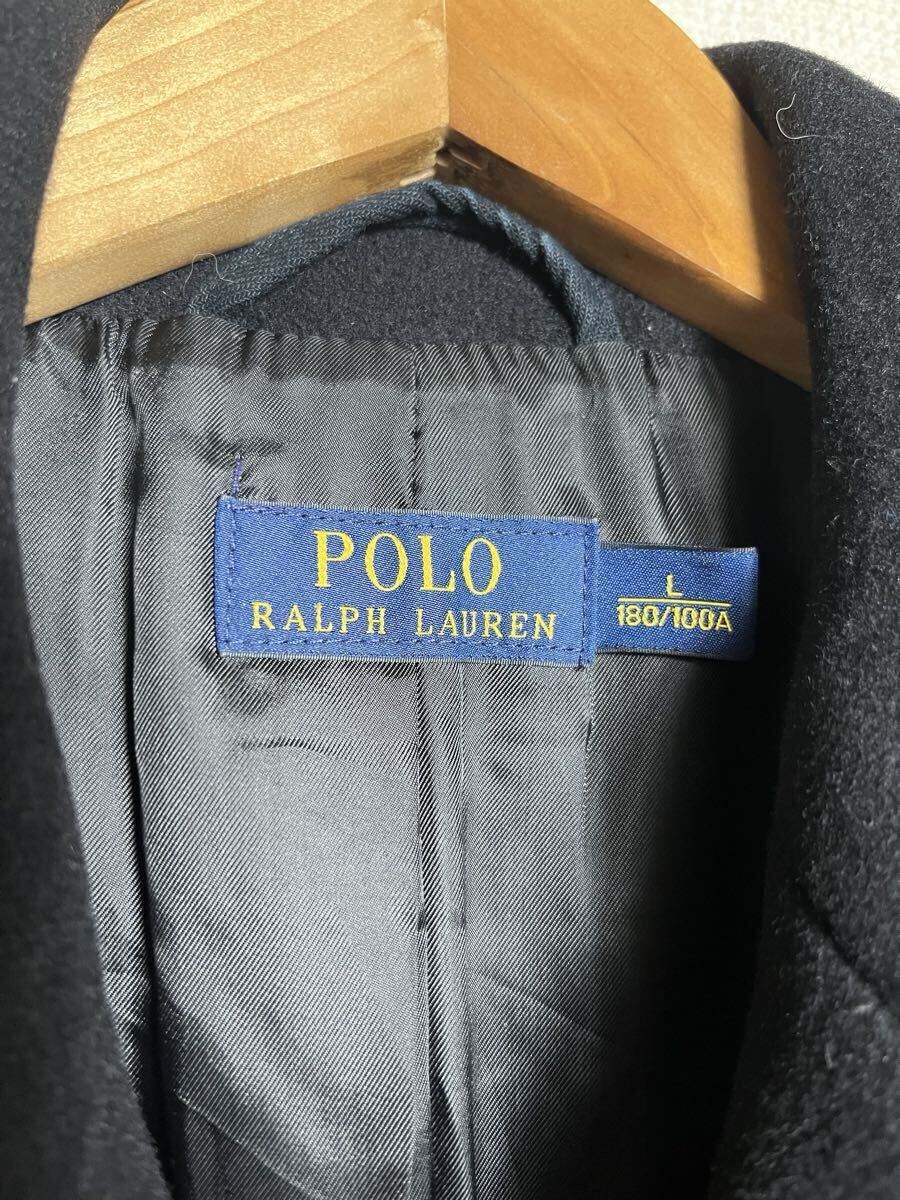 POLO
RALPH LAUREN
L
180/100A